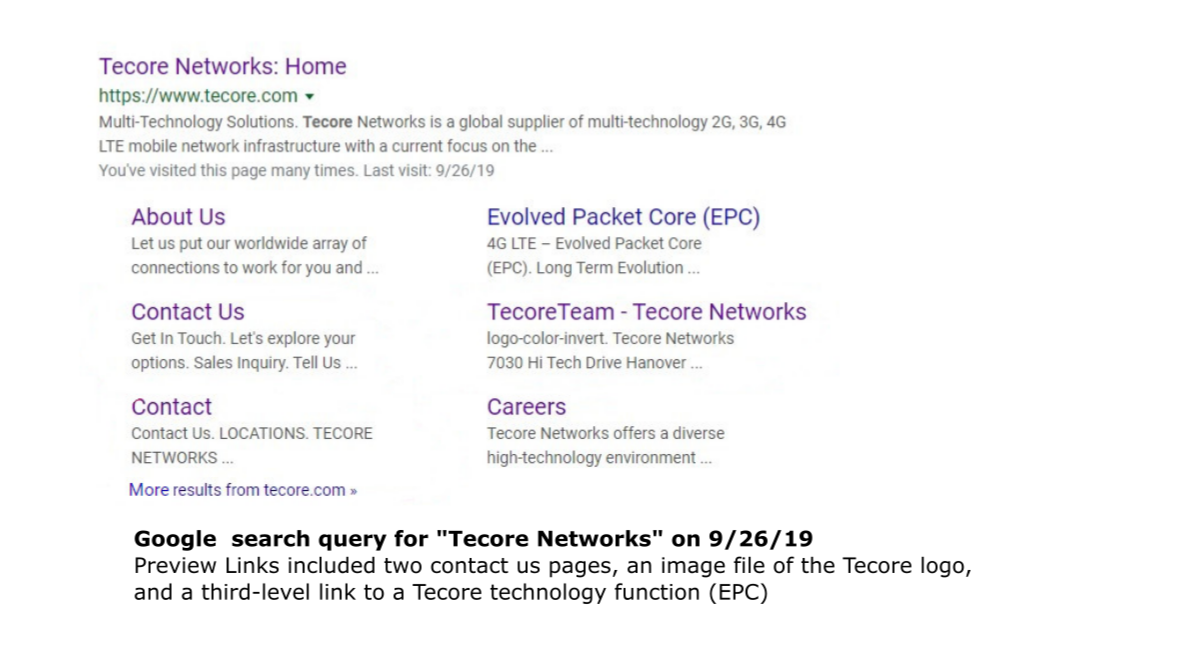 Tecore Networks: Home
https://www.tecore.com
Multi-Technology Solutions. Tecore Networks is a global supplier of multi-technology 2G, 3G, 4G
LTE mobile network infrastructure with a current focus on the ...
You've visited this page many times. Last visit: 9/26/19
About Us
Let us put our worldwide array of
connections to work for you and ...
Evolved Packet Core (EPC)
4G LTE – Evolved Packet Core
(EPC). Long Term Evolution ...
Contact Us
Get In Touch. Let's explore your
options. Sales Inquiry. Tell Us ...
TecoreTeam - Tecore Networks
logo-color-invert. Tecore Networks
7030 Hi Tech Drive Hanover ...
Contact
Contact Us. LOCATIONS. TECORE
NETWORKS ...
Careers
Tecore Networks offers a diverse
high-technology environment ...
More results from tecore.com »
Google  search query for "Tecore Networks" on 9/26/19
Preview Links included two contact us pages, an image file of the Tecore logo,
and a third-level link to a Tecore technology function (EPC)